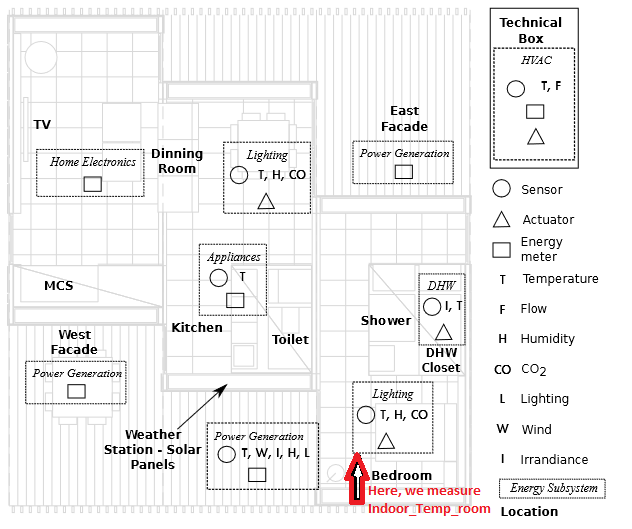 Technical
Box
HVAC
T, F
TV
Home Electronics
Dinning
Room
Lighting
T, H, CO
East
Facade
Power Generation
Sensor
Actuator
Energy
meter
T Temperature
F Flow
H Humidity
CO CO2
L Lighting
W Wind
I Irrandiance
Energy Subsystem
Location
Appliances
T
MCS
Kitchen
Toilet
Shower
DHW
I, T
DHW
Closet
West
Facade
Power Generation
Lighting
T, H, CO
Weather
Station - Solar
Panels
Power Generation
T, W, I, H, L
Bedroom
Here, we measure
Indoor_Temp_room